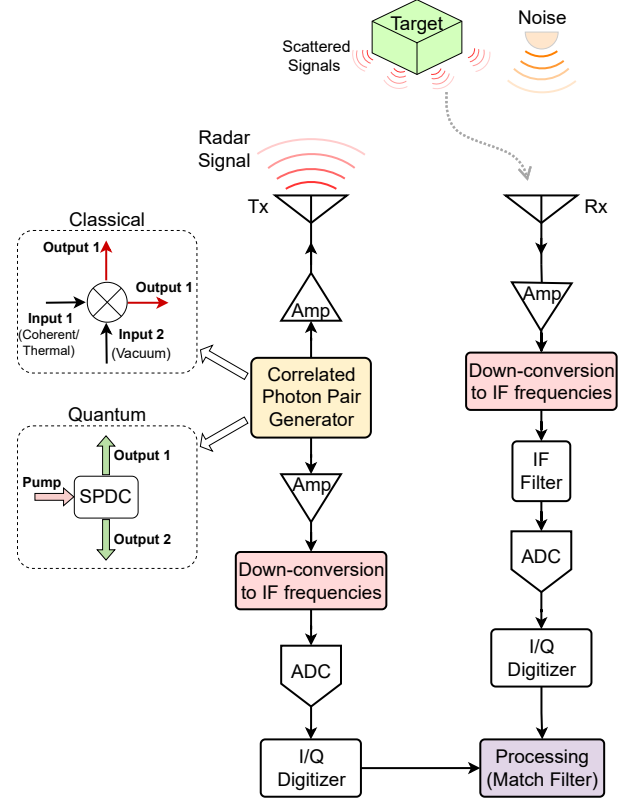 Target
Noise
Scattered
Signals
Radar
Signal
Tx
Rx
Classical
Output 1
Output 1
Input 1
(Coherent/
Thermal)
Input 2
(Vacuum)
Amp
Amp
Correlated
Photon Pair
Generator
Down-conversion
to IF frequencies
Quantum
Output 1
Pump
SPDC
Output 2
Amp
IF
Filter
Down-conversion
to IF frequencies
ADC
ADC
I/Q
Digitizer
I/Q
Digitizer
Processing
(Match Filter)